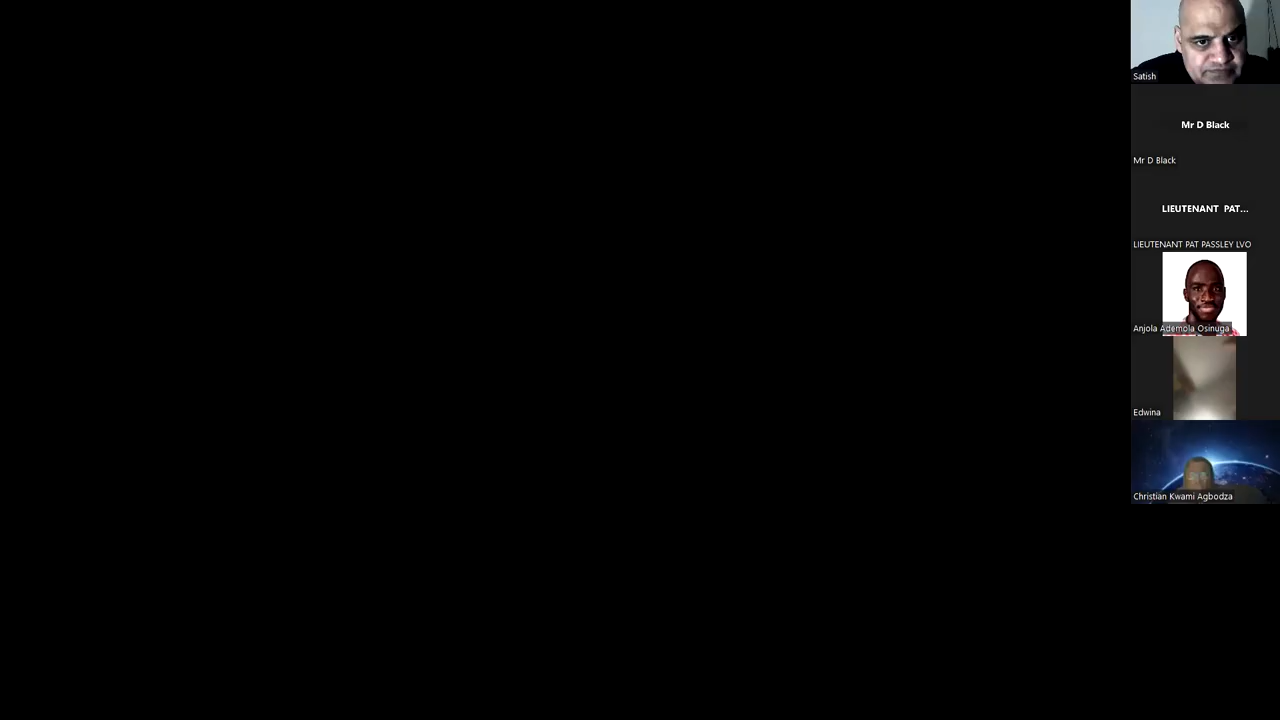 Satish
Mr D Black
Mr D Black
LIEUTENANT PAT...
LIEUTENANT PAT PASSLEY LVO
Anjola Ademola Osinuga
Edwina
Christian Kwami Agbodza